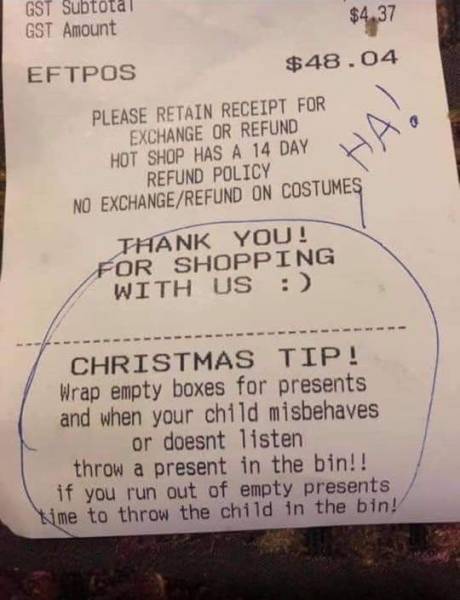 GST Subtotal
GST Amount $4.37
EFTPOS $48.04
PLEASE RETAIN RECEIPT FOR
EXCHANGE OR REFUND
HOT SHOP HAS A 14 DAY
REFUND POLICY
NO EXCHANGE/REFUND ON COSTUMES
HA!
THANK YOU!
FOR SHOPPING
WITH US :)
CHRISTMAS TIP!
Wrap empty boxes for presents
and when your child misbehaves
or doesnt listen
throw a present in the bin!!
if you run out of empty presents
time to throw the child in the bin!